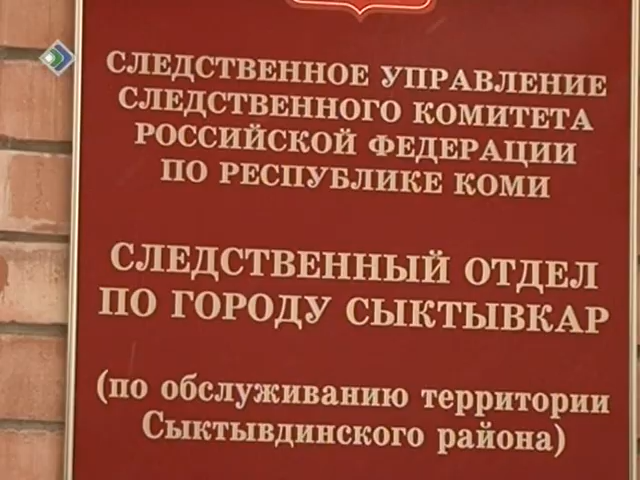 СЛЕДСТВЕННОЕ УПРАВЛЕНИЕ
СЛЕДСТВЕННОГО КОМИТЕТА
РОССИЙСКОЙ ФЕДЕРАЦИИ
ПО РЕСПУБЛИКЕ КОМИ
СЛЕДСТВЕННЫЙ ОТДЕЛ
ПО ГОРОДУ СЫКТЫВКАР
(по обслуживанию территории
Сыктывдинского района)